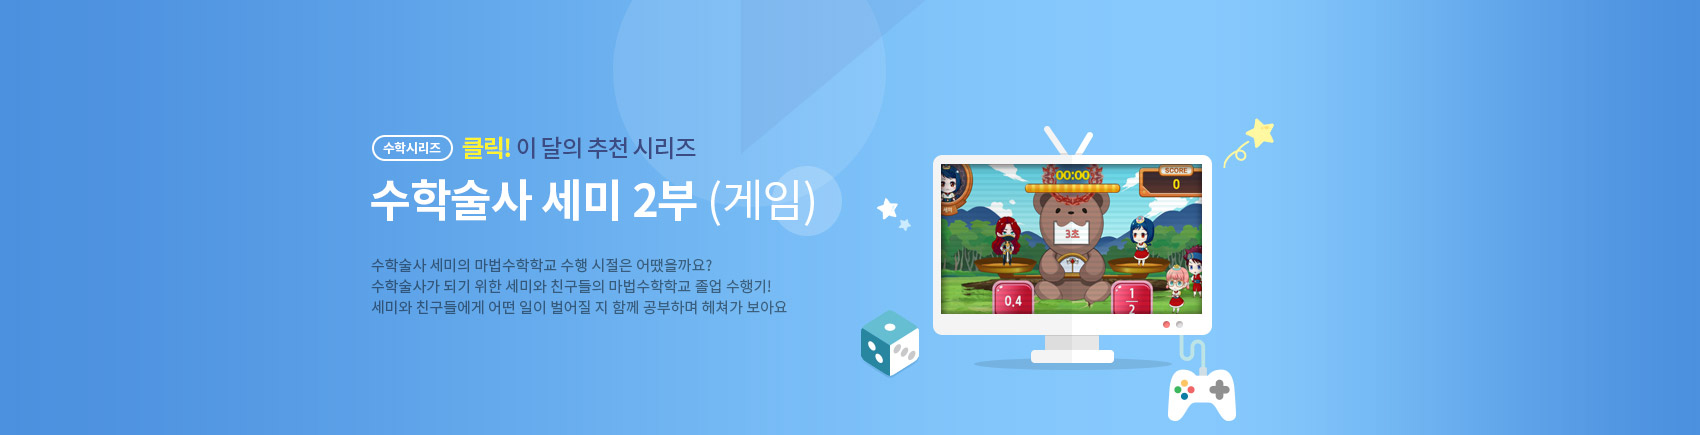 수학시리즈 클릭! 이 달의 추천 시리즈
수학술사 세미 2부 (게임)
수학술사 세미의 마법수학학교 수행 시절은 어땠을까요?
수학술사가 되기 위한 세미와 친구들의 마법수학학교 졸업 수행기!
세미와 친구들에게 어떤 일이 벌어질 지 함께 공부하며 헤쳐가 보아요
00:00
SCORE
0
세미
3초
0.4
1
2